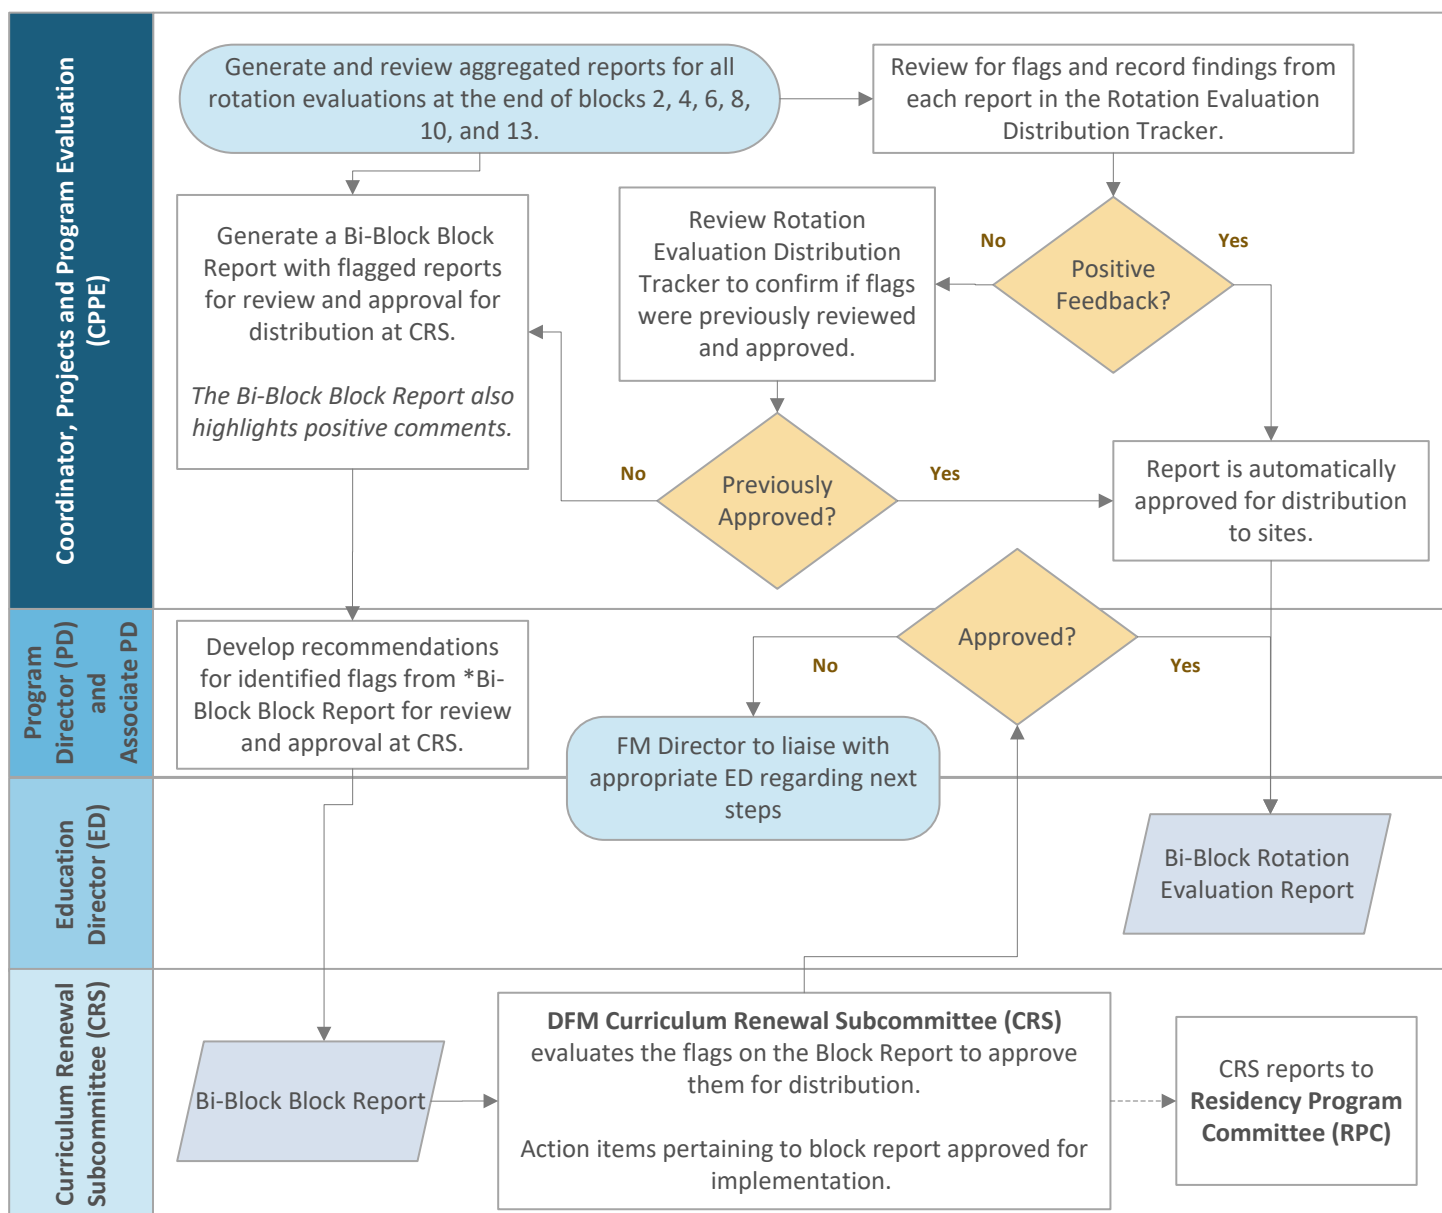 Coordinator, Projects and Program Evaluation
(CPPE)
Generate and review aggregated reports for all
rotation evaluations at the end of blocks 2, 4, 6, 8,
10, and 13.
Review for flags and record findings from
each report in the Rotation Evaluation
Distribution Tracker.
Generate a Bi-Block Block
Report with flagged reports
for review and approval for
distribution at CRS.
The Bi-Block Block Report also
highlights positive comments.
Review Rotation
Evaluation Distribution
Tracker to confirm if flags
were previously reviewed
and approved.
No
Positive
Feedback?
Yes
No
Previously
Approved?
Yes
Report is automatically
approved for distribution
to sites.
Program
Director (PD)
and
Associate PD
Develop recommendations
for identified flags from *Bi-
Block Block Report for review
and approval at CRS.
Approved?
No
Yes
FM Director to liaise with
appropriate ED regarding next
steps
Education
Director (ED)
Bi-Block Rotation
Evaluation Report
Curriculum Renewal
Subcommittee (CRS)
Bi-Block Block Report
DFM Curriculum Renewal Subcommittee (CRS)
evaluates the flags on the Block Report to approve
them for distribution.
Action items pertaining to block report approved for
implementation.
CRS reports to
Residency Program
Committee (RPC)